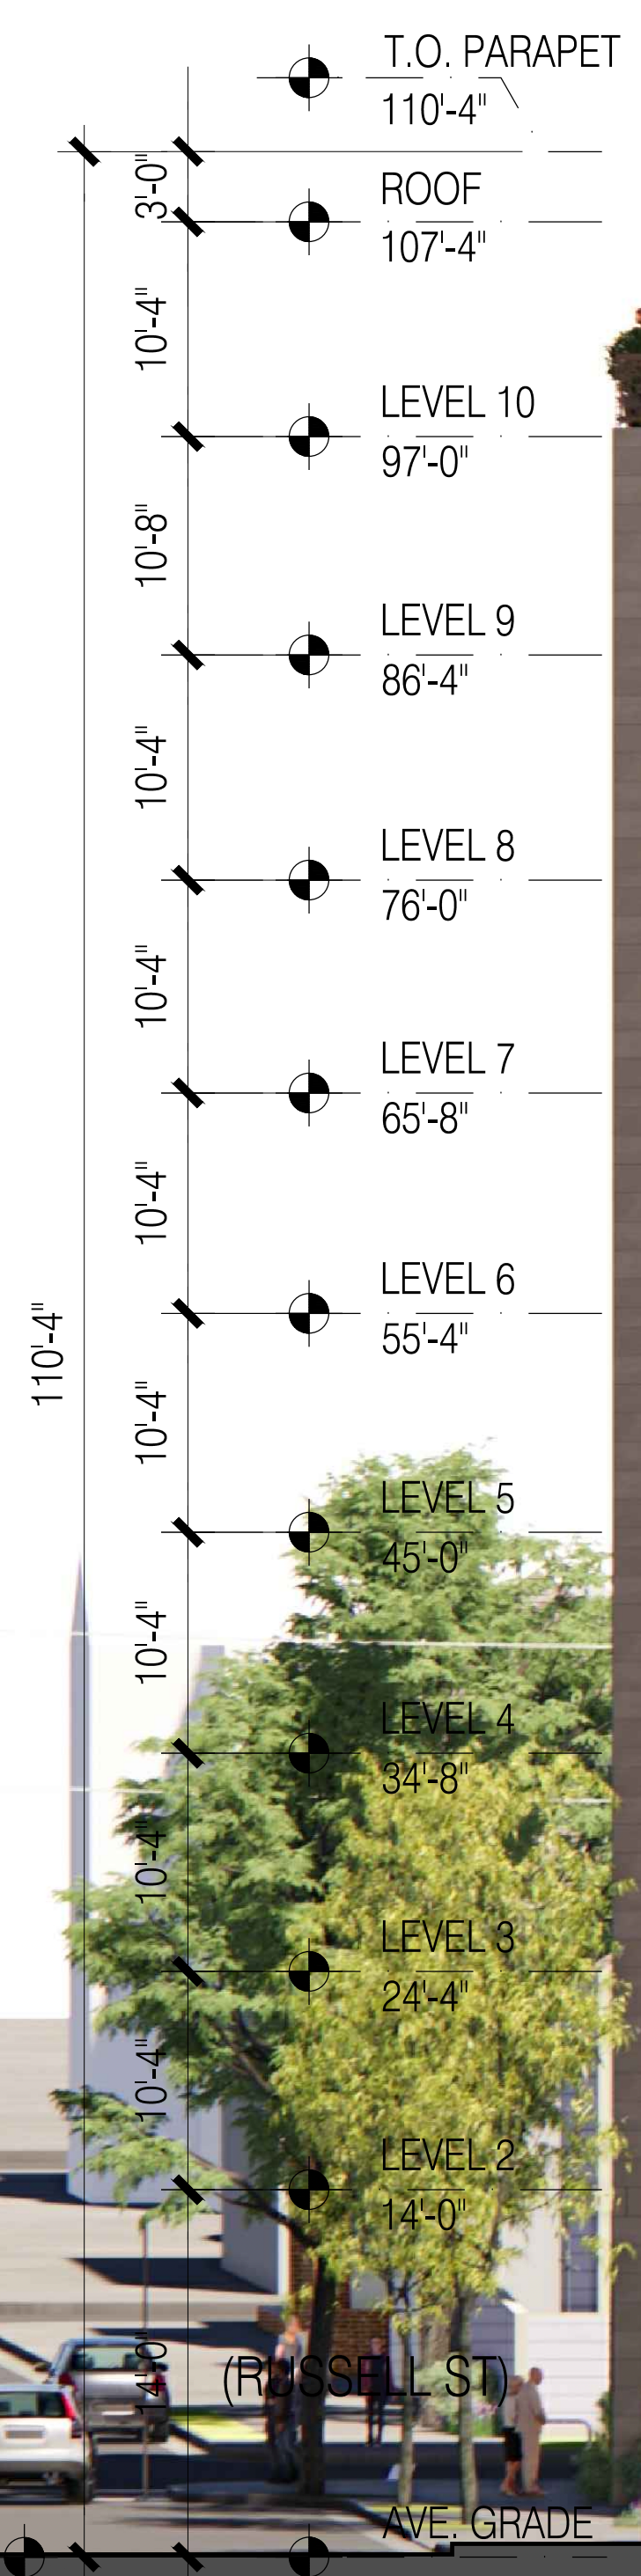 T.O. PARAPET
110'-4"
3'-0"
ROOF
107'-4"
10'-4"
LEVEL 10
97'-0"
10'-8"
LEVEL 9
86'-4"
10'-4"
LEVEL 8
76'-0"
10'-4"
LEVEL 7
65'-8"
10'-4"
LEVEL 6
55'-4"
110'-4"
10'-4"
LEVEL 5
45'-0"
10'-4"
LEVEL 4
34'-8"
10'-4"
LEVEL 3
24'-4"
10'-4"
LEVEL 2
14'-0"
14'-0"
(RUSSELL ST)
AVE. GRADE